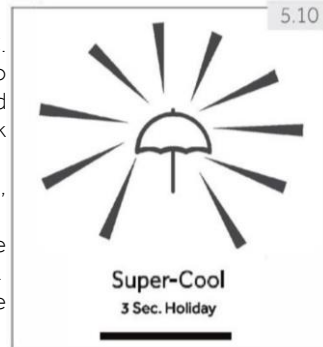 5.10
.
o
d
k
,
e
.
e
Super-Cool
3 Sec. Holiday